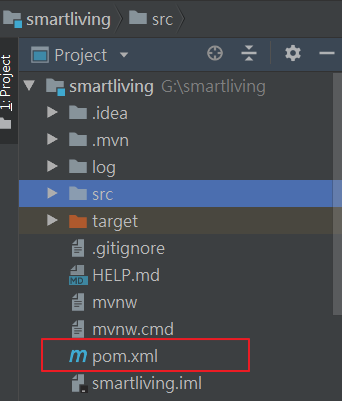 smartliving src
1: Project
Project
smartliving G:\smartliving
.idea
.mvn
log
src
target
.gitignore
HELP.md
mvnw
mvnw.cmd
pom.xml
smartliving.iml